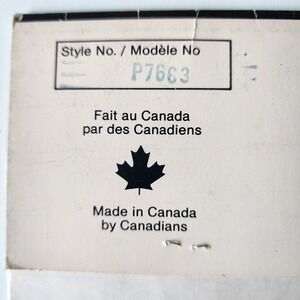 Style No. / Modèle No
P7663
Fait au Canada
par des Canadiens
Made in Canada
by Canadians